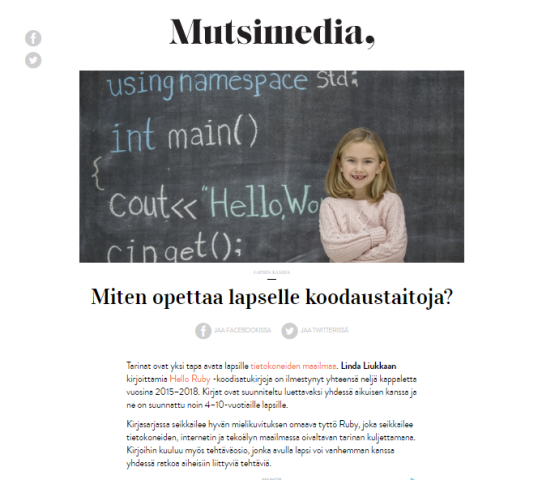 Mutsimedia,
using namespace Std;
int main()
{
cout<< "Hello, Wo
cin get();
LAPSEN KANSSA
Miten opettaa lapselle koodaustaitoja?
JAA FACEBOOKISSA JAA TWITTERISSÄ
Tarinat ovat yksi tapa avata lapsille tietokoneiden maailmaa. Linda Liukkaan
kirjoittamia Hello Ruby -koodisatukirjoja on ilmestynyt yhteensä neljä kappaletta
vuosina 2015–2018. Kirjat on suunniteltu luettavaksi yhdessä aikuisen kanssa ja
ne on suunnattu noin 4–10-vuotiaille lapsille.
Kirjasarjassa seikkailee hyvän mielikuvituksen omaava tyttö Ruby, joka seikkailee
tietokoneiden, internetin ja tekoälyn maailmassa oivaltavan tarinan kuljettamana.
Kirjoihin kuuluu myös tehtäväosio, jonka avulla lapsi voi vanhemman kanssa
yhdessä ratkoa aiheisiin liittyviä tehtäviä.